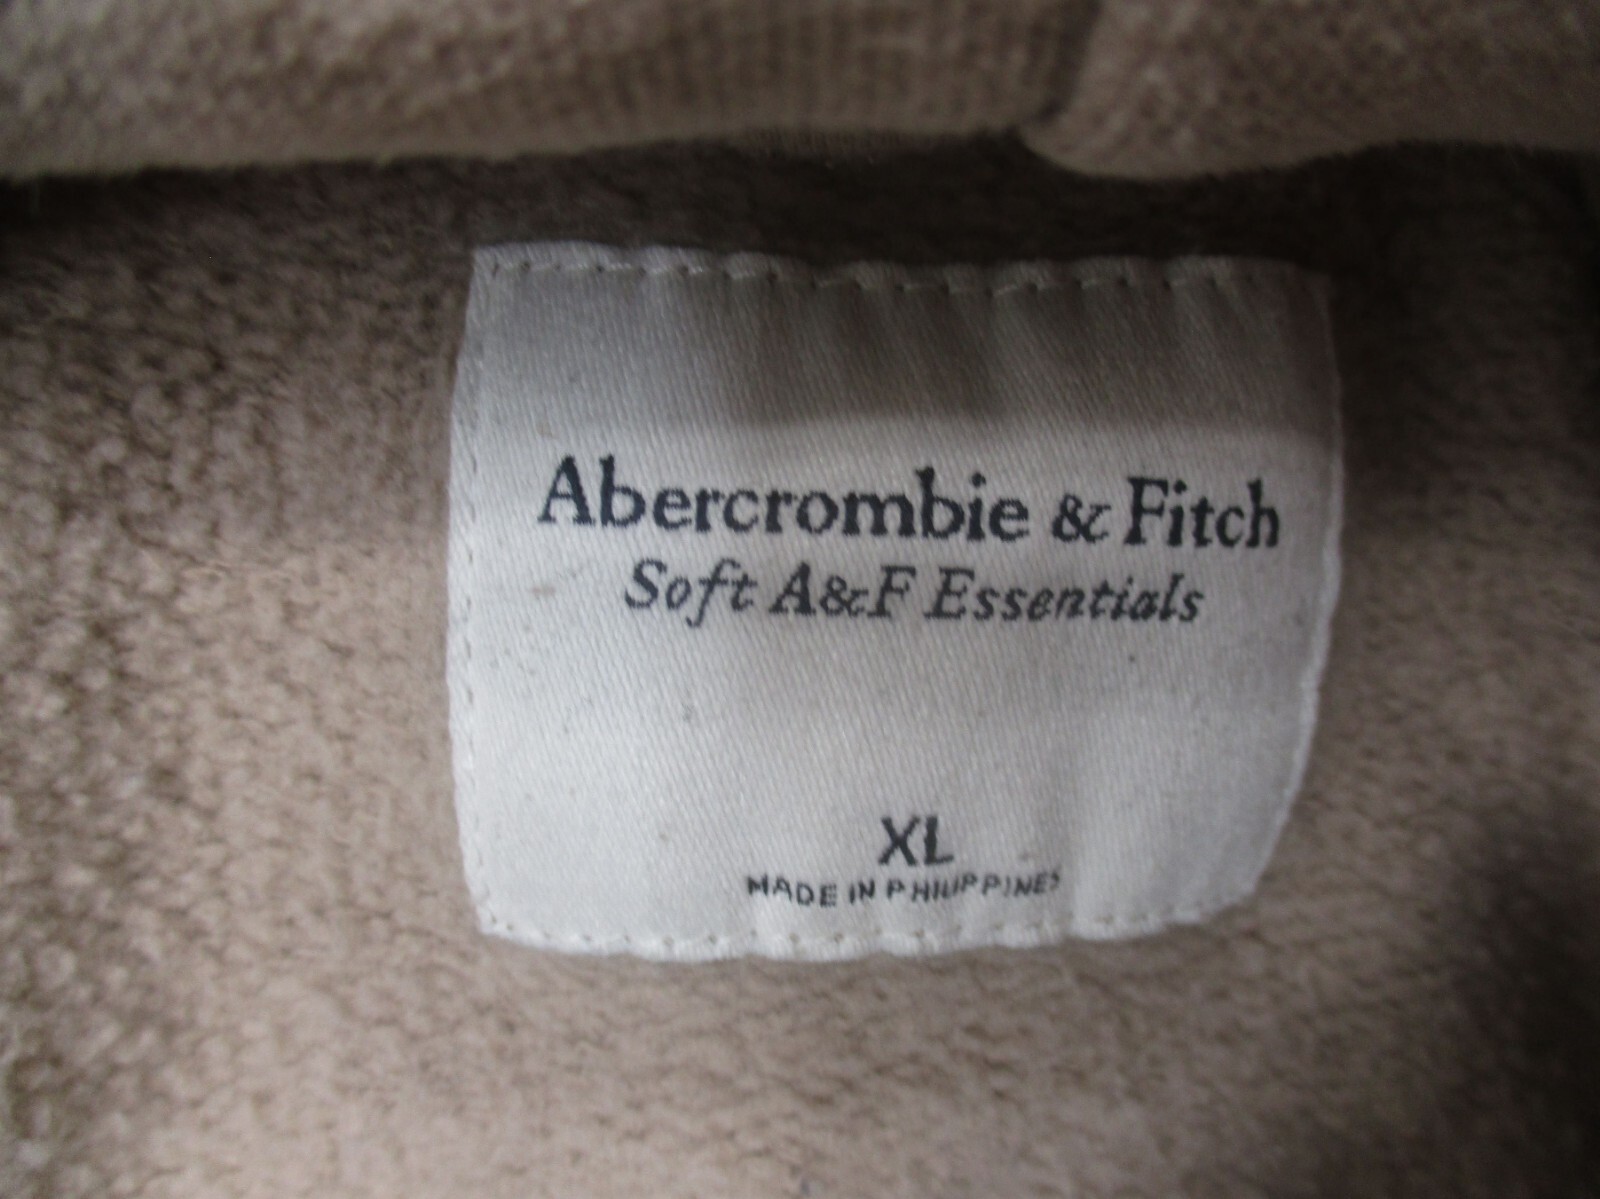 Abercrombie & Fitch
Soft A&F Essentials
XL
MADE IN PHILIPPINES